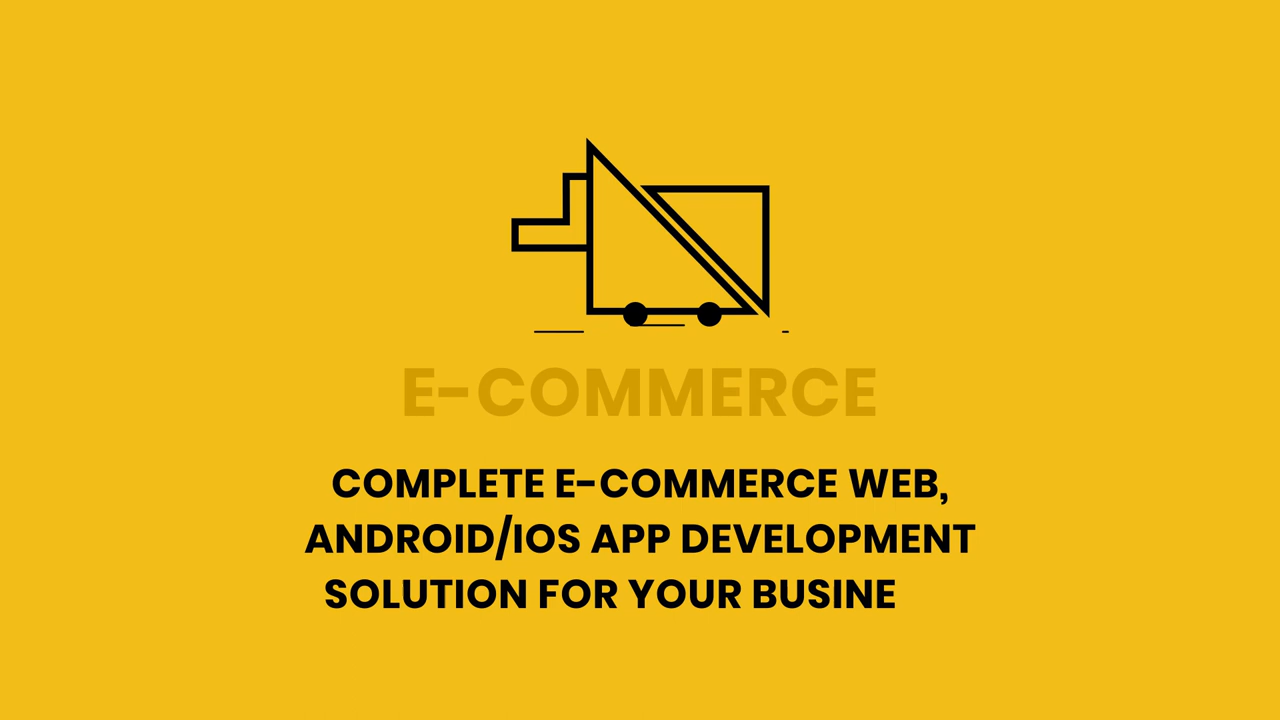 E-COMMERCE
COMPLETE E-COMMERCE WEB,
ANDROID/IOS APP DEVELOPMENT
SOLUTION FOR YOUR BUSINE